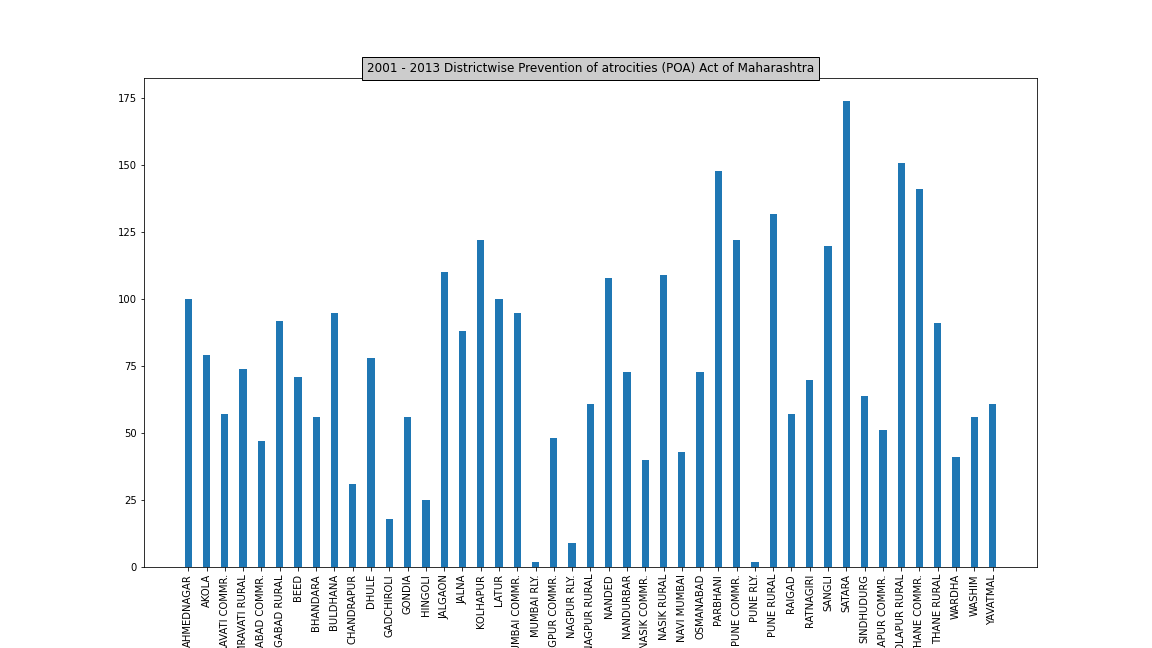 2001 - 2013 Districtwise Prevention of atrocities (POA) Act of Maharashtra
175
150
125
100
75
50
25
0
AHMEDNAGAR
AKOLA
AVATI COMMR.
MRAVATI RURAL
ABAD COMMR.
GABAD RURAL
BEED
BHANDARA
BULDHANA
CHANDRAPUR
DHULE
GADCHIROLI
GONDIA
HINGOLI
JALGAON
JALNA
KOLHAPUR
LATUR
UMBAI COMMR.
MUMBAI RLY.
GPUR COMMR.
NAGPUR RLY.
NAGPUR RURAL
NANDED
NANDURBAR
NASIK COMMR.
NASIK RURAL
NAVI MUMBAI
OSMANABAD
PARBHANI
PUNE COMMR.
PUNE RLY.
PUNE RURAL
RAIGAD
RATNAGIRI
SANGLI
SATARA
SINDHUDURG
APUR COMMR.
OLAPUR RURAL
HANE COMMR.
THANE RURAL
WARDHA
WASHIM
YAVATMAL